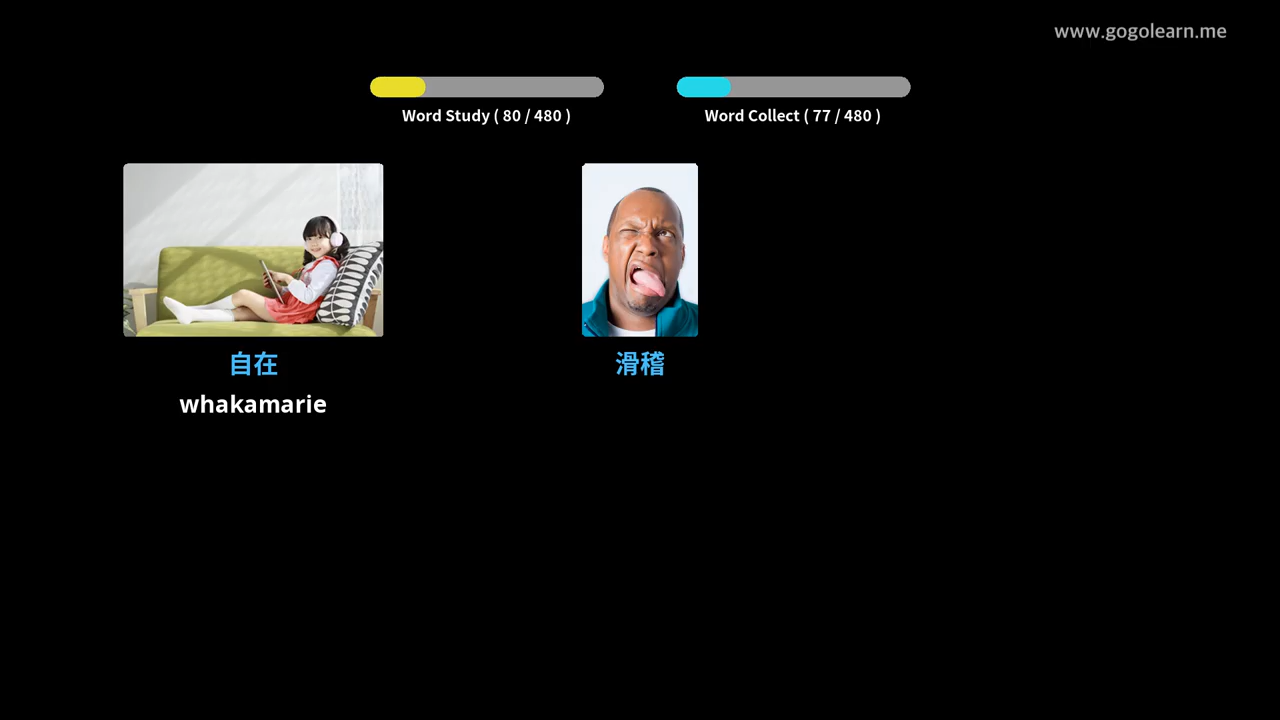 www.gogolearn.me
Word Study ( 80 / 480 )
Word Collect ( 77 / 480 )
自在
滑稽
whakamarie